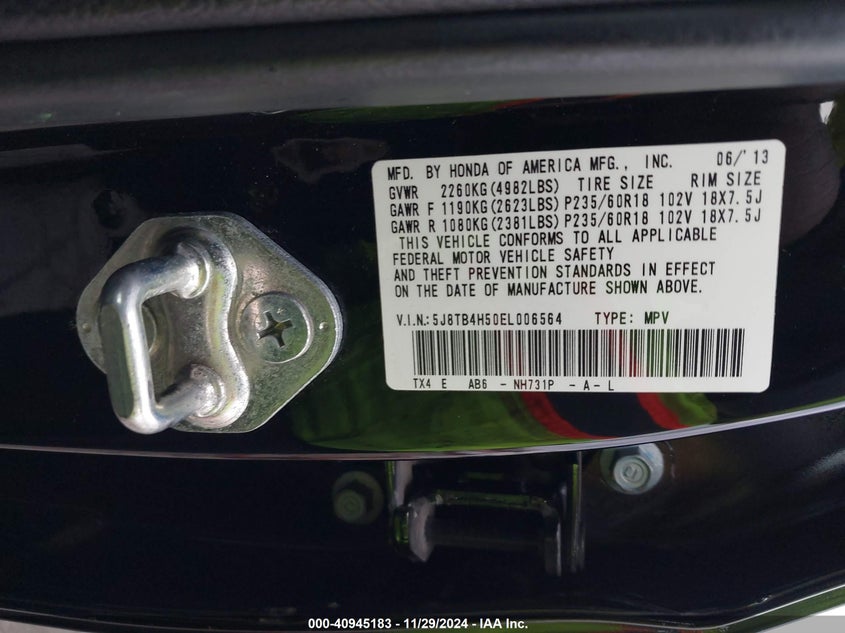 MFD. BY HONDA OF AMERICA MFG., INC. 06/'13
GVWR 2260KG(4982LBS) TIRE SIZE RIM SIZE
GAWR F 1190KG(2623LBS) P235/60R18 102V 18X7.5J
GAWR R 1080KG(2381LBS) P235/60R18 102V 18X7.5J
THIS VEHICLE CONFORMS TO ALL APPLICABLE
FEDERAL MOTOR VEHICLE SAFETY
AND THEFT PREVENTION STANDARDS IN EFFECT
ON THE DATE OF MANUFACTURE SHOWN ABOVE.
V.I.N.:5J8TB4H50EL006564 TYPE: MPV
TX4 E AB6 - NH731P - A - L
000-40945183 - 11/29/2024 - IAA Inc.